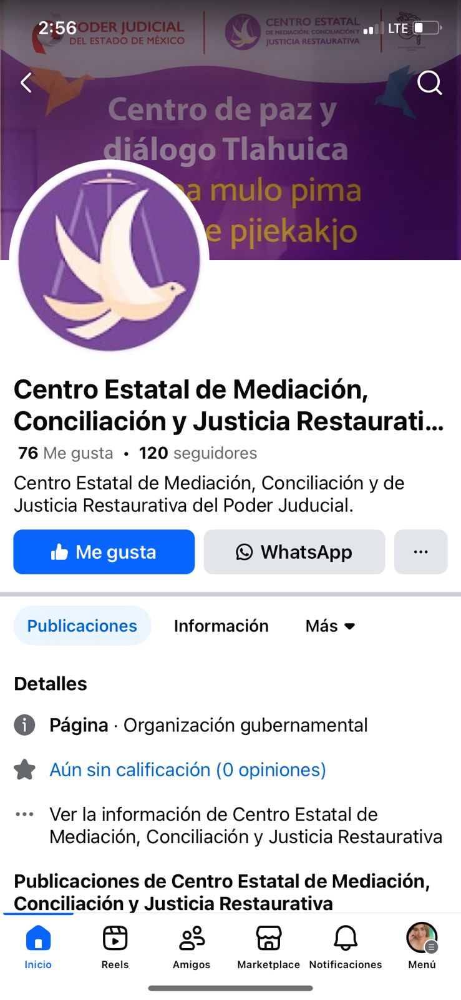 2:56
LTE
PODER JUDICIAL
DEL ESTADO DE MÉXICO
CENTRO ESTATAL
DE MEDIACIÓN, CONCILIACIÓN Y
JUSTICIA RESTAURATIVA
Centro de paz y
diálogo Tlahuica
mulo pima
pjiekakjo
Centro Estatal de Mediación,
Conciliación y Justicia Restaurati...
76 Me gusta • 120 seguidores
Centro Estatal de Mediación, Conciliación y de
Justicia Restaurativa del Poder Juducial.
Me gusta
WhatsApp
...
Publicaciones
Información
Más
Detalles
Página · Organización gubernamental
Aún sin calificación (0 opiniones)
Ver la información de Centro Estatal de
Mediación, Conciliación y Justicia Restaurativa
Publicaciones de Centro Estatal de Mediación,
Conciliación y Justicia Restaurativa
Inicio
Reels
Amigos
Marketplace
Notificaciones
Menú